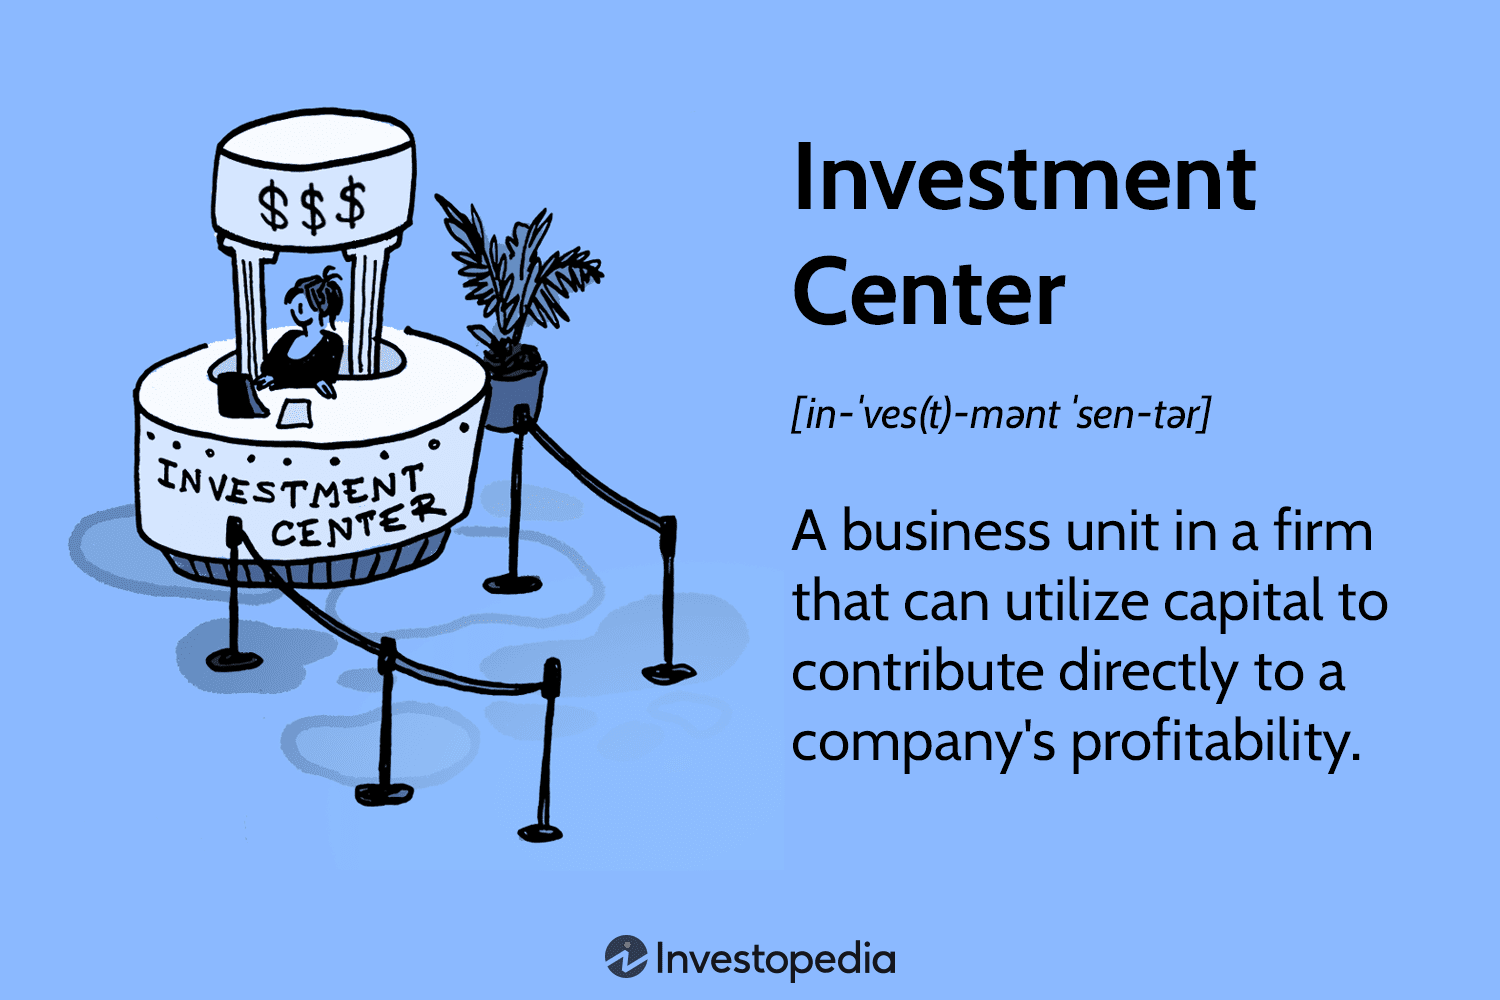 $$$
INVESTMENT
CENTER
Investment
Center
[in-ˈves(t)-mənt ˈsen-tər]
A business unit in a firm
that can utilize capital to
contribute directly to a
company's profitability.
Investopedia